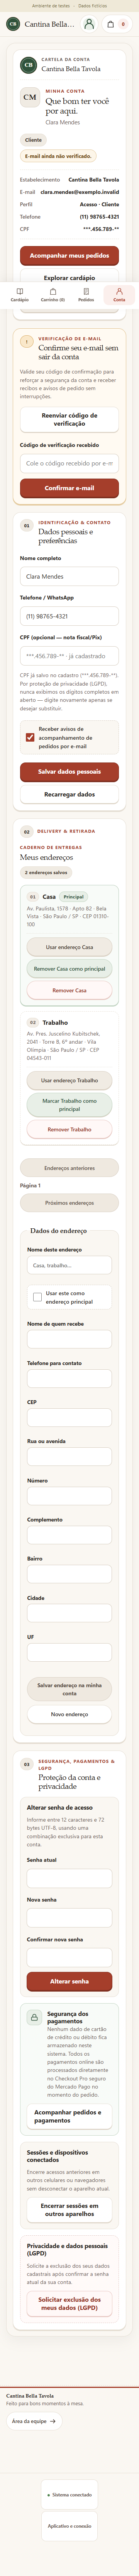 Ambiente de testes · Dados fictícios
CB Cantina Bella... 0
CB CARTELA DA CONTA
Cantina Bella Tavola
CM MINHA CONTA
Que bom ter você
por aqui.
Clara Mendes
Cliente
E-mail ainda não verificado.
Estabelecimento Cantina Bella Tavola
E-mail clara.mendes@exemplo.invalid
Perfil Acesso · Cliente
Telefone (11) 98765-4321
CPF ***.456.789-**
Acompanhar meus pedidos
Explorar cardápio
Cardápio Carrinho (0) Pedidos Conta
! VERIFICAÇÃO DE E-MAIL
Confirme seu e-mail sem
sair da conta
Valide seu código de confirmação para
reforçar a segurança da conta e receber
recibos e avisos de pedido sem
interrupções.
Reenviar código de
verificação
Código de verificação recebido
Cole o código recebido por e-m
Confirmar e-mail
01 IDENTIFICAÇÃO & CONTATO
Dados pessoais e
preferências
Nome completo
Clara Mendes
Telefone / WhatsApp
(11) 98765-4321
CPF (opcional — nota fiscal/Pix)
***.456.789-** · já cadastrado
CPF já salvo no cadastro (***.456.789-**).
Por proteção de privacidade (LGPD),
nunca exibimos os dígitos completos em
aberto — digite novamente apenas se
desejar substituir.
Receber avisos de
acompanhamento de
pedidos por e-mail
Salvar dados pessoais
Recarregar dados
02 DELIVERY & RETIRADA
CADERNO DE ENTREGAS
Meus endereços
2 endereços salvos
01 Casa Principal
Av. Paulista, 1578 · Apto 82 · Bela
Vista · São Paulo / SP · CEP 01310-
100
Usar endereço Casa
Remover Casa como principal
Remover Casa
02 Trabalho
Av. Pres. Juscelino Kubitschek,
2041 · Torre B, 6º andar · Vila
Olímpia · São Paulo / SP · CEP
04543-011
Usar endereço Trabalho
Marcar Trabalho como
principal
Remover Trabalho
Endereços anteriores
Página 1
Próximos endereços
Dados do endereço
Nome deste endereço
Casa, trabalho...
Usar este como
endereço principal
Nome de quem recebe
Telefone para contato
CEP
Rua ou avenida
Número
Complemento
Bairro
Cidade
UF
Salvar endereço na minha
conta
Novo endereço
03 SEGURANÇA, PAGAMENTOS &
LGPD
Proteção da conta e
privacidade
Alterar senha de acesso
Informe entre 12 caracteres e 72
bytes UTF-8, usando uma
combinação exclusiva para esta
conta.
Senha atual
Nova senha
Confirmar nova senha
Alterar senha
Segurança dos
pagamentos
Nenhum dado de cartão
de crédito ou débito fica
armazenado neste
sistema. Todos os
pagamentos online são
processados diretamente
no Checkout Pro seguro
do Mercado Pago no
momento do pedido.
Acompanhar pedidos e
pagamentos
Sessões e dispositivos
conectados
Encerre acessos anteriores em
outros celulares ou navegadores
sem desconectar o aparelho atual.
Encerrar sessões em
outros aparelhos
Privacidade e dados pessoais
(LGPD)
Solicite a exclusão dos seus dados
cadastrais após confirmar a senha
atual da sua conta.
Solicitar exclusão dos
meus dados (LGPD)
Cantina Bella Tavola
Feito para bons momentos à mesa.
Área da equipe →
Sistema conectado
Aplicativo e conexão